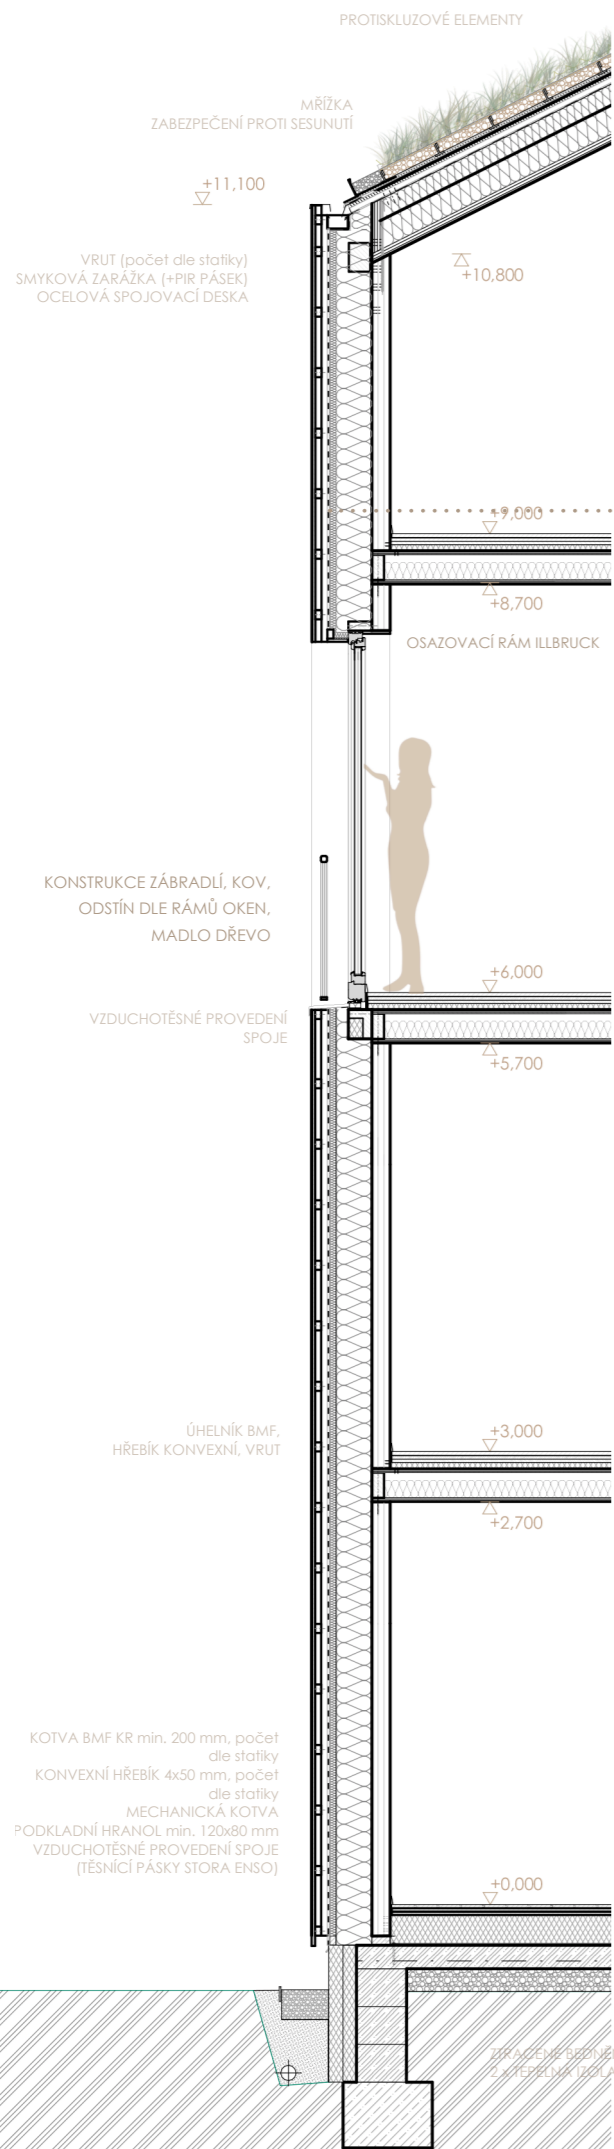 PROTISKLUZOVÉ ELEMENTY
MŘÍŽKA
ZABEZPEČENÍ PROTI SESUNUTÍ
+11,100
VRUT (počet dle statiky)
SMYKOVÁ ZARÁŽKA (+PIR PÁSEK)
OCELOVÁ SPOJOVACÍ DESKA
+10,800
+9,000
+8,700
OSAZOVACÍ RÁM ILLBRUCK
KONSTRUKCE ZÁBRADLÍ, KOV,
ODSTÍN DLE RÁMŮ OKEN,
MADLO DŘEVO
+6,000
VZDUCHOTĚSNÉ PROVEDENÍ
SPOJE
+5,700
ÚHELNÍK BMF,
HŘEBÍK KONVEXNÍ, VRUT
+3,000
+2,700
KOTVA BMF KR min. 200 mm, počet
dle statiky
KONVEXNÍ HŘEBÍK 4x50 mm, počet
dle statiky
MECHANICKÁ KOTVA
PODKLADNÍ HRANOL min. 120x80 mm
VZDUCHOTĚSNÉ PROVEDENÍ SPOJE
(TĚSNÍCÍ PÁSKY STORA ENSO)
+0,000
ZTRACENÉ
2 x TEPELNÁ